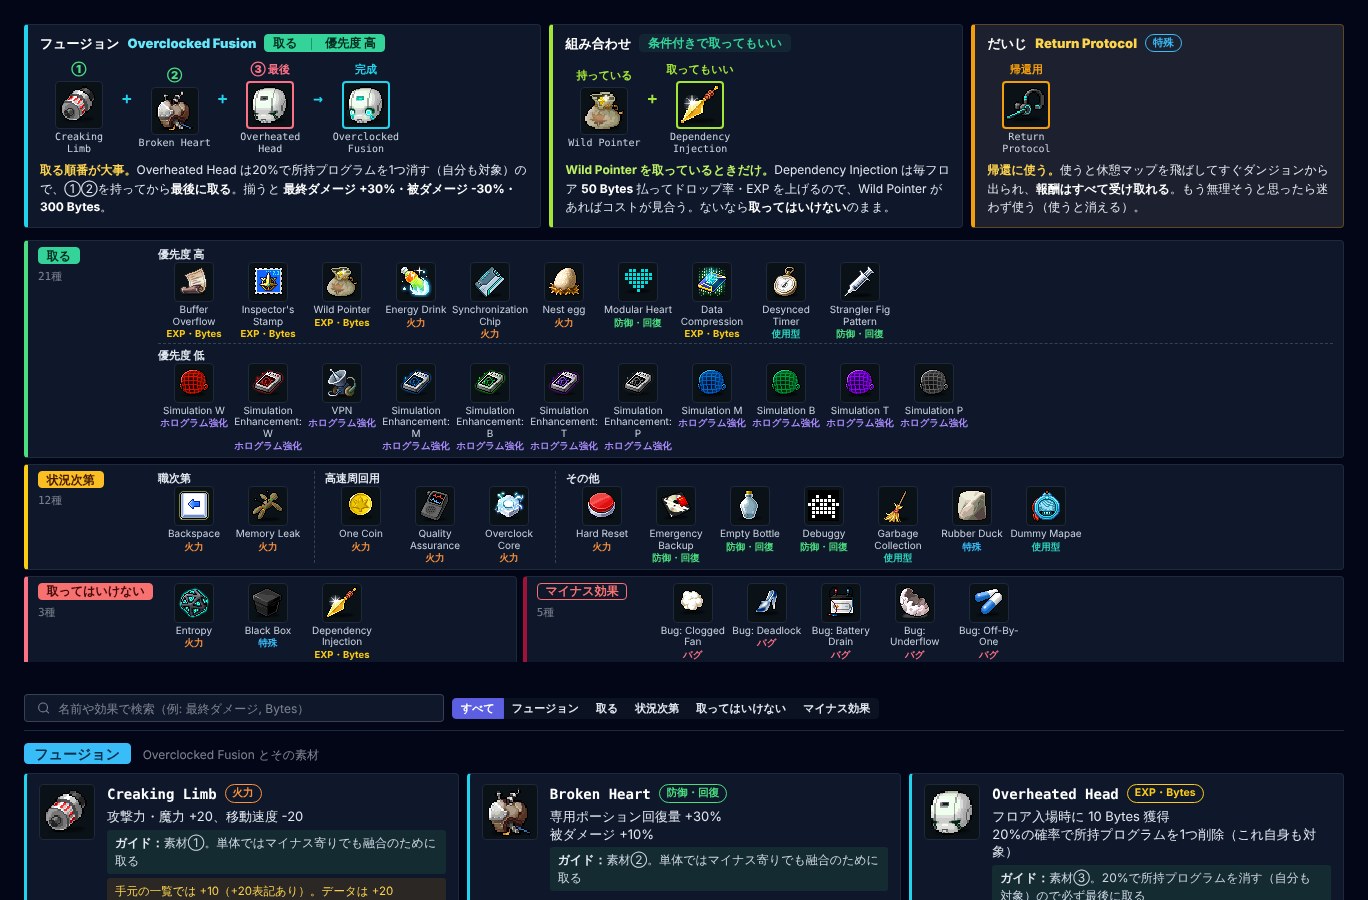 フュージョン Overclocked Fusion 取る | 優先度 高
① ② ③最後 完成
+ + →
Creaking Limb
Broken Heart
Overheated Head
Overclocked Fusion
取る順番が大事。Overheated Head は20%で所持プログラムを1つ消す（自分も対象）の
で、①②を持ってから最後に取る。揃うと 最終ダメージ +30%・被ダメージ -30%・
300 Bytes。
組み合わせ 条件付きで取ってもいい
持っている 取ってもいい
+
Wild Pointer
Dependency Injection
Wild Pointer を取っているときだけ。Dependency Injection は毎フロ
ア 50 Bytes 払ってドロップ率・EXP を上げるので、Wild Pointer が
あればコストが見合う。ないなら取ってはいけないのまま。
だいじ Return Protocol 特殊
帰還用
Return Protocol
帰還に使う。使うと休憩マップを飛ばしてすぐダンジョンから
出られ、報酬はすべて受け取れる。もう無理そうと思ったら迷
わず使う（使うと消える）。
取る
21種
優先度 高
Buffer Overflow
EXP・Bytes
Inspector's Stamp
EXP・Bytes
Wild Pointer
EXP・Bytes
Energy Drink
火力
Synchronization Chip
火力
Nest egg
火力
Modular Heart
防御・回復
Data Compression
EXP・Bytes
Desynced Timer
使用型
Strangler Fig Pattern
防御・回復
優先度 低
Simulation W
ホログラム強化
Simulation Enhancement: W
ホログラム強化
VPN
ホログラム強化
Simulation Enhancement: M
ホログラム強化
Simulation Enhancement: B
ホログラム強化
Simulation Enhancement: T
ホログラム強化
Simulation Enhancement: P
ホログラム強化
Simulation M
ホログラム強化
Simulation B
ホログラム強化
Simulation T
ホログラム強化
Simulation P
ホログラム強化
状況次第
12種
職次第
Backspace
火力
Memory Leak
火力
高速周回用
One Coin
火力
Quality Assurance
火力
Overclock Core
火力
その他
Hard Reset
火力
Emergency Backup
防御・回復
Empty Bottle
防御・回復
Debuggy
防御・回復
Garbage Collection
使用型
Rubber Duck
特殊
Dummy Mapae
使用型
取ってはいけない
3種
Entropy
火力
Black Box
特殊
Dependency Injection
EXP・Bytes
マイナス効果
5種
Bug: Clogged Fan
バグ
Bug: Deadlock
バグ
Bug: Battery Drain
バグ
Bug: Underflow
バグ
Bug: Off-By-One
バグ
名前や効果で検索（例: 最終ダメージ, Bytes）
すべて フュージョン 取る 状況次第 取ってはいけない マイナス効果
フュージョン Overclocked Fusion とその素材
Creaking Limb 火力
攻撃力・魔力 +20、移動速度 -20
ガイド：素材①。単体ではマイナス寄りでも融合のために
取る
手元の一覧では +10（+20表記あり）。データは +20
Broken Heart 防御・回復
専用ポーション回復量 +30%
被ダメージ +10%
ガイド：素材②。単体ではマイナス寄りでも融合のために
取る
Overheated Head EXP・Bytes
フロア入場時に 10 Bytes 獲得
20%の確率で所持プログラムを1つ削除（これ自身も対
象）
ガイド：素材③。20%で所持プログラムを消す（自分も
対象）ので必ず最後に取る